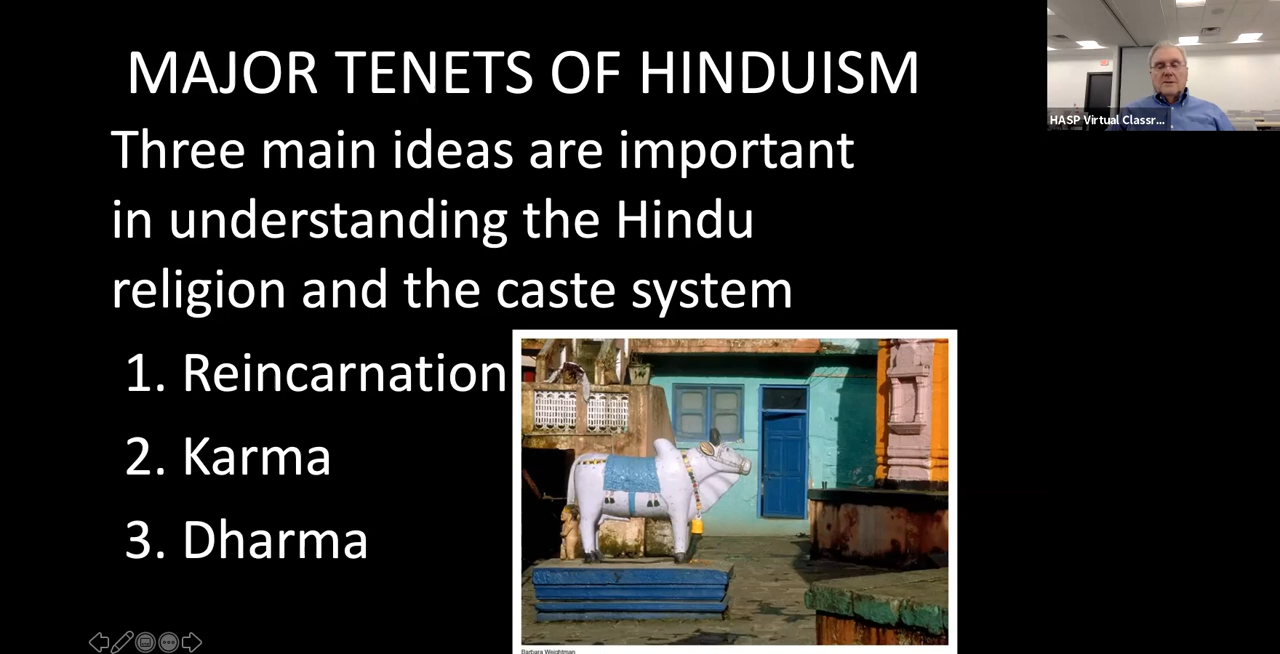 MAJOR TENETS OF HINDUISM
Three main ideas are important
in understanding the Hindu
religion and the caste system
1. Reincarnation
2. Karma
3. Dharma
HASP Virtual Classr...
Barbara Weightman